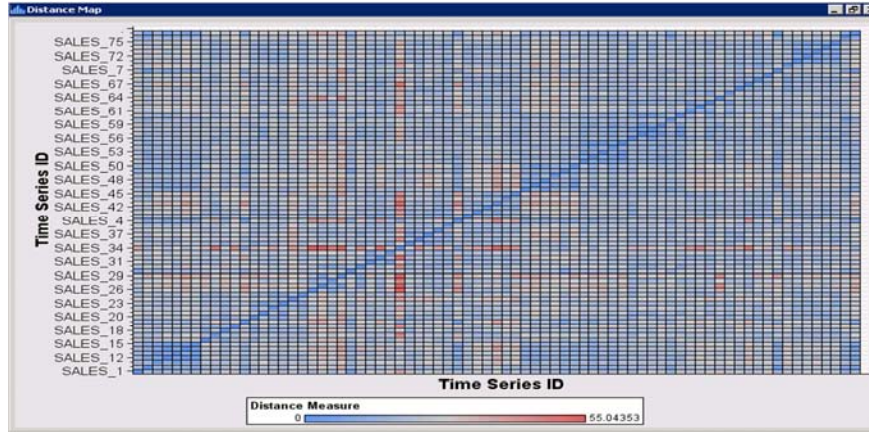 Distance Map
SALES_75
SALES_72
SALES_7
SALES_67
SALES_64
SALES_61
SALES_59
SALES_56
SALES_53
SALES_50
SALES_48
SALES_45
SALES_42
SALES_4
SALES_37
SALES_34
SALES_31
SALES_29
SALES_26
SALES_23
SALES_20
SALES_18
SALES_15
SALES_12
SALES_1
Time Series ID
Time Series ID
Distance Measure
0 55.04353